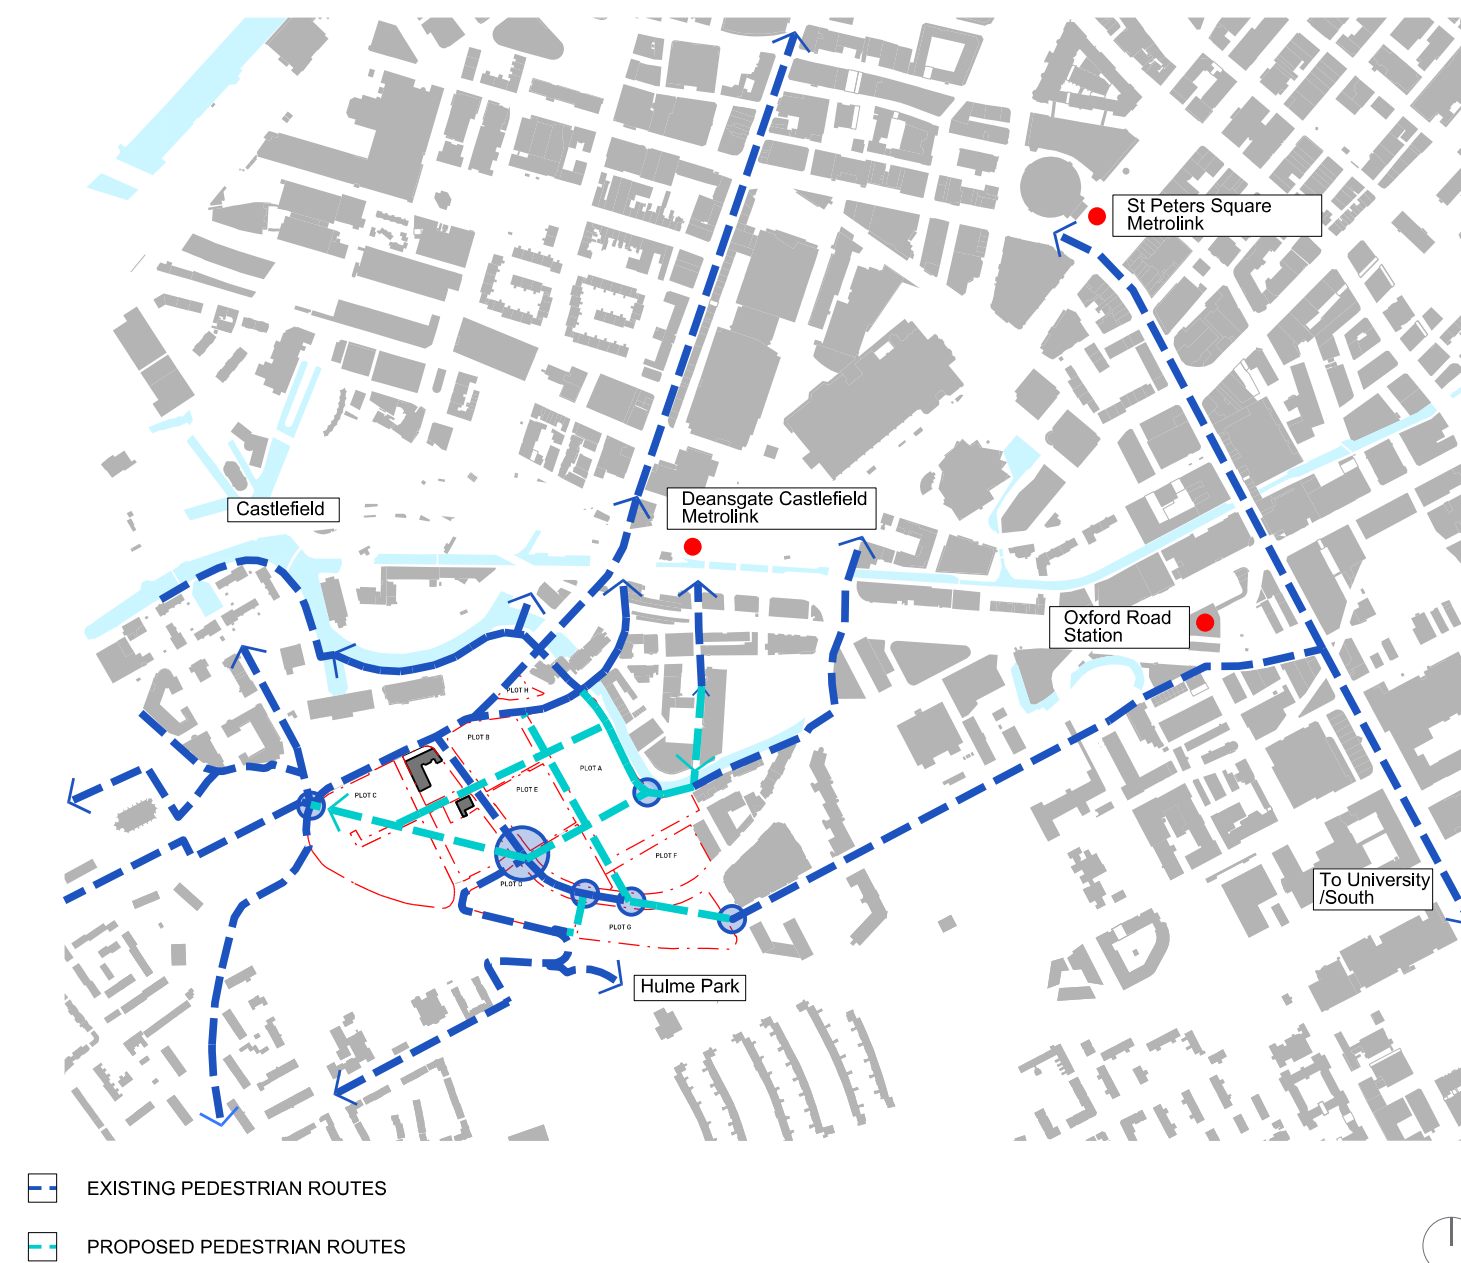 St Peters Square
Metrolink
Deansgate Castlefield
Metrolink
Castlefield
Oxford Road
Station
PLOT H
PLOT B
PLOT A
PLOT C
PLOT E
PLOT F
PLOT D
PLOT G
To University
/South
Hulme Park
EXISTING PEDESTRIAN ROUTES
PROPOSED PEDESTRIAN ROUTES